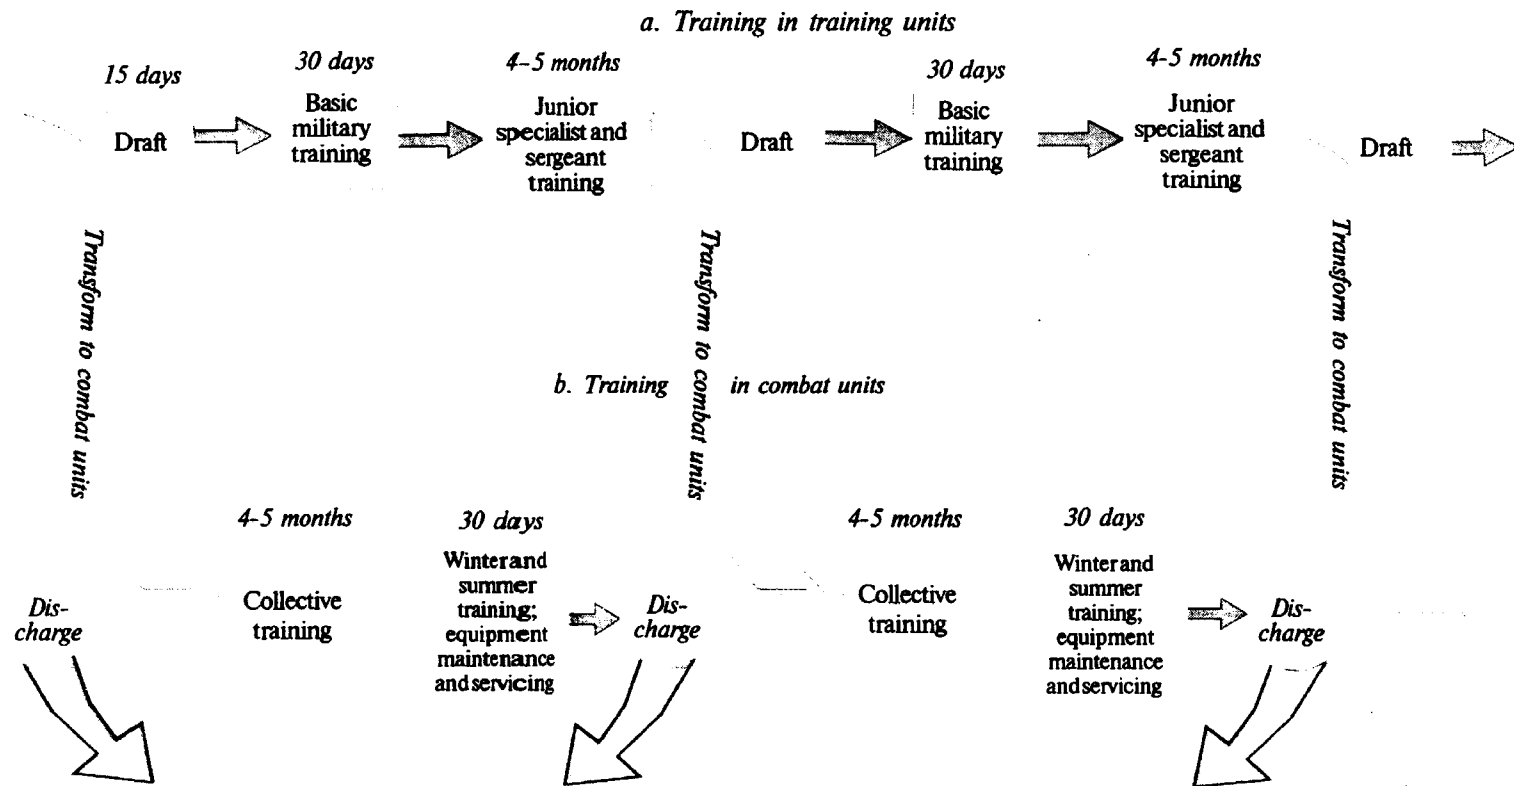 a. Training in training units
15 days
Draft
30 days
Basic
military
training
4-5 months
Junior
specialist and
sergeant
training
Draft
30 days
Basic
military
training
4-5 months
Junior
specialist and
sergeant
training
Draft
Transform to combat units
Transform to combat units
Transform to combat units
b. Training in combat units
Dis-
charge
4-5 months
Collective
training
30 days
Winter and
summer
training;
equipment
maintenance
and servicing
Dis-
charge
4-5 months
Collective
training
30 days
Winter and
summer
training;
equipment
maintenance
and servicing
Dis-
charge